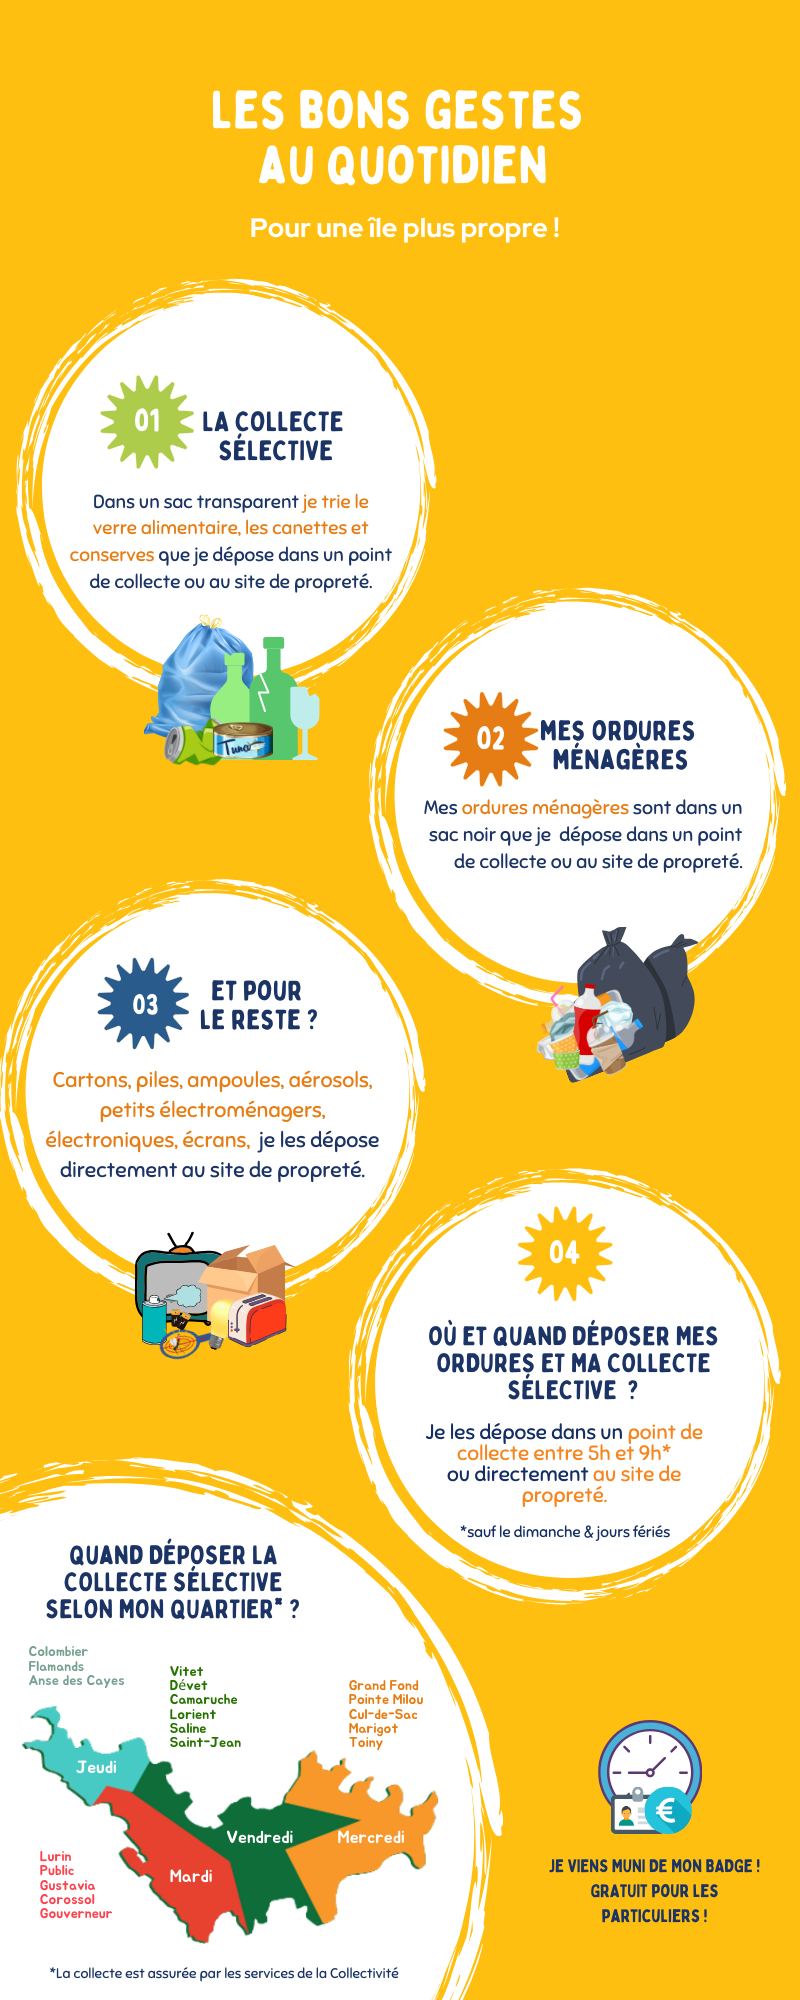 LES BONS GESTES
AU QUOTIDIEN
Pour une île plus propre !
01
LA COLLECTE
SÉLECTIVE
Dans un sac transparent je trie le
verre alimentaire, les canettes et
conserves que je dépose dans un point
de collecte ou au site de propreté.
Tuna
02
MES ORDURES
MÉNAGÈRES
Mes ordures ménagères sont dans un
sac noir que je dépose dans un point
de collecte ou au site de propreté.
03
ET POUR
LE RESTE ?
Cartons, piles, ampoules, aérosols,
petits électroménagers,
électroniques, écrans, je les dépose
directement au site de propreté.
04
OÙ ET QUAND DÉPOSER MES
ORDURES ET MA COLLECTE
SÉLECTIVE ?
Je les dépose dans un point de
collecte entre 5h et 9h*
ou directement au site de
propreté.
*sauf le dimanche & jours fériés
QUAND DÉPOSER LA
COLLECTE SÉLECTIVE
SELON MON QUARTIER* ?
Colombier
Flamands
Anse des Cayes
Vitet
Dévet
Camaruche
Lorient
Saline
Saint-Jean
Grand Fond
Pointe Milou
Cul-de-Sac
Marigot
Toiny
Jeudi
Vendredi
Mercredi
Mardi
Lurin
Public
Gustavia
Corossol
Gouverneur
*La collecte est assurée par les services de la Collectivité
€
JE VIENS MUNI DE MON BADGE !
GRATUIT POUR LES
PARTICULIERS !